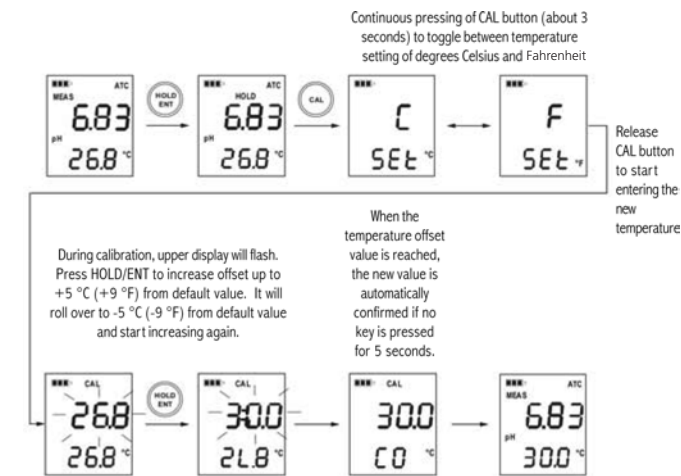 Continuous pressing of CAL button (about 3
seconds) to toggle between temperature
setting of degrees Celsius and Fahrenheit
ATC
MEAS
6.83
pH
26.8 °C
HOLD
ENT
ATC
HOLD
6.83
pH
26.8 °C
CAL
C
SEt °C
F
SEt °F
Release
CAL button
to start
entering the
new
temperature
During calibration, upper display will flash.
Press HOLD/ENT to increase offset up to
+5 °C (+9 °F) from default value. It will
roll over to -5 °C (-9 °F) from default value
and start increasing again.
When the
temperature offset
value is reached,
the new value is
automatically
confirmed if no
key is pressed
for 5 seconds.
CAL
26.8
26.8 °C
HOLD
ENT
CAL
30.0
2L.8 °C
CAL
30.0
CO °C
ATC
MEAS
6.83
pH
30.0 °C